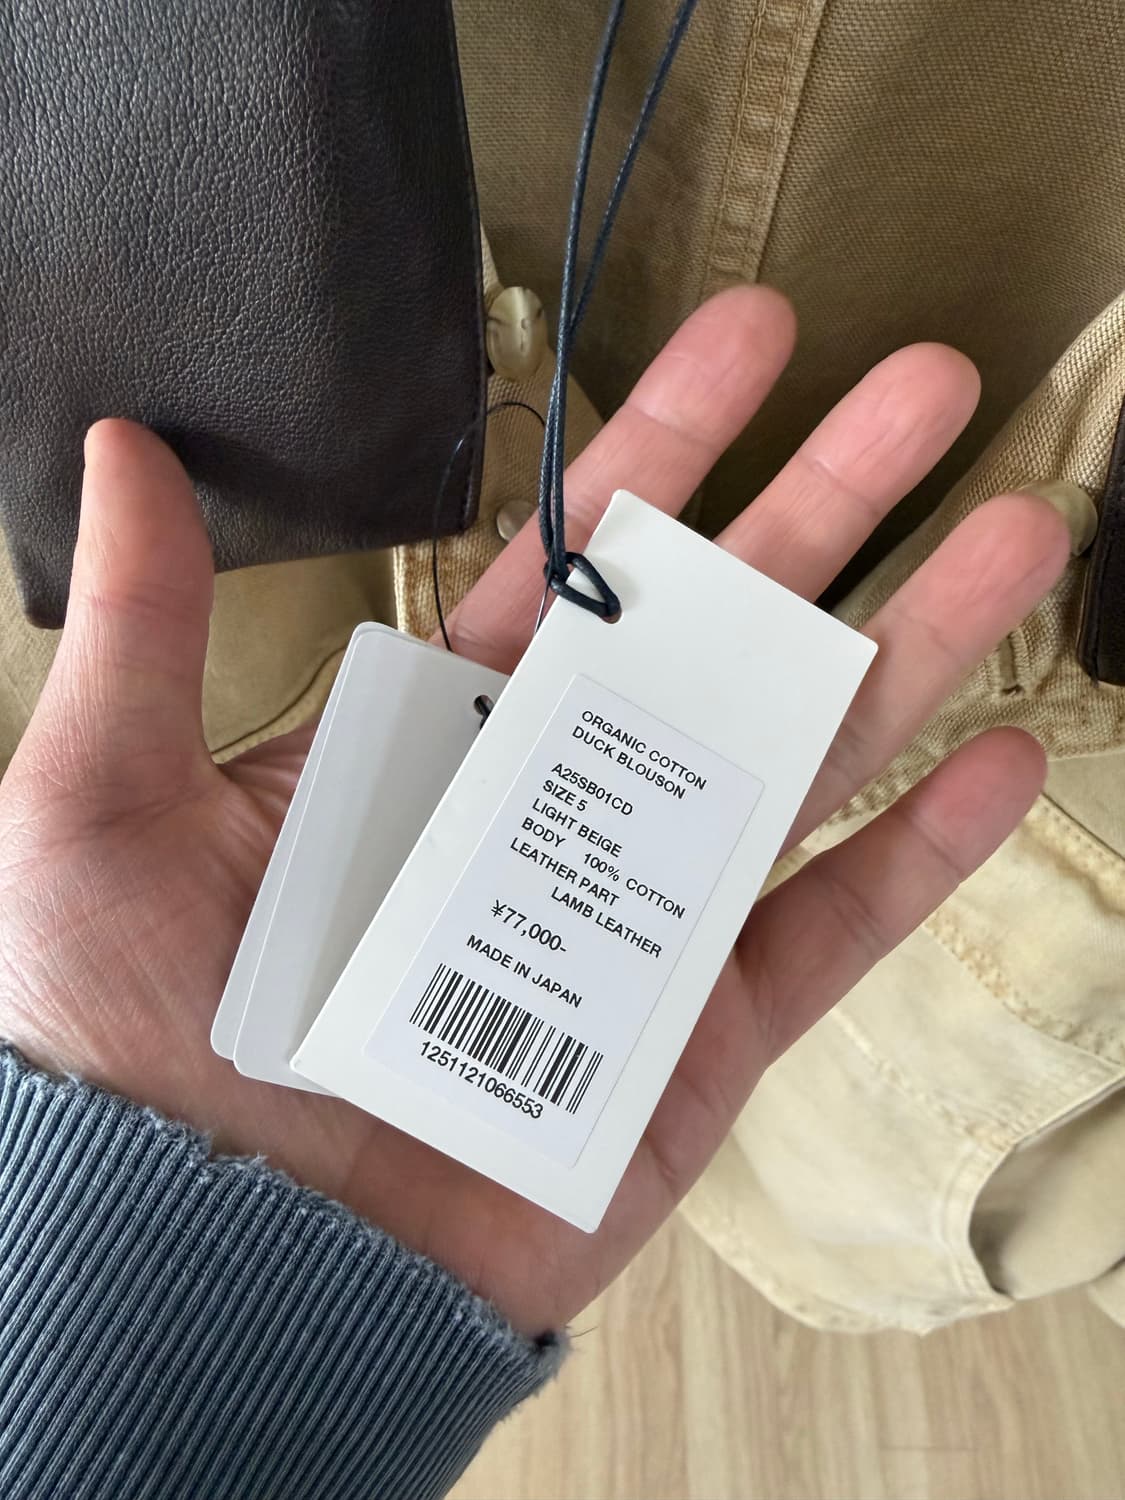 ORGANIC COTTON
DUCK BLOUSON
A25SB01CD
SIZE 5
LIGHT BEIGE
BODY 100% COTTON
LEATHER PART
LAMB LEATHER
¥77,000-
MADE IN JAPAN
1251121066553